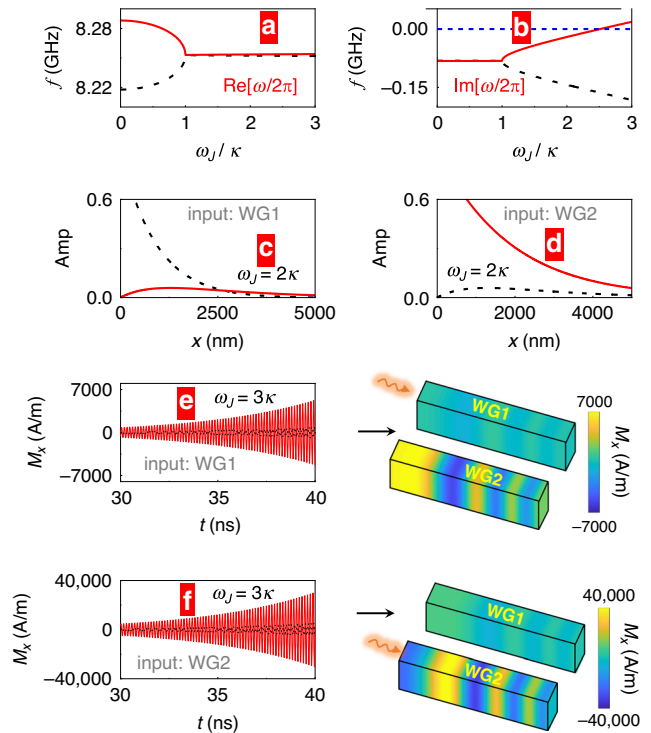 8.28
8.22
f (GHz)
a
Re[ω/2π]
0 1 2 3
ω_J / κ
0.00
−0.15
f (GHz)
b
Im[ω/2π]
0 1 2 3
ω_J / κ
0.6
0.0
Amp
input: WG1
c
ω_J = 2κ
0 2500 5000
x (nm)
0.6
0.0
Amp
input: WG2
d
ω_J = 2κ
0 2000 4000
x (nm)
7000
0
−7000
M_x (A/m)
e
ω_J = 3κ
input: WG1
30 35 40
t (ns)
WG1
WG2
7000
M_x (A/m)
−7000
40,000
0
−40,000
M_x (A/m)
f
ω_J = 3κ
input: WG2
30 35 40
t (ns)
WG1
WG2
40,000
M_x (A/m)
−40,000